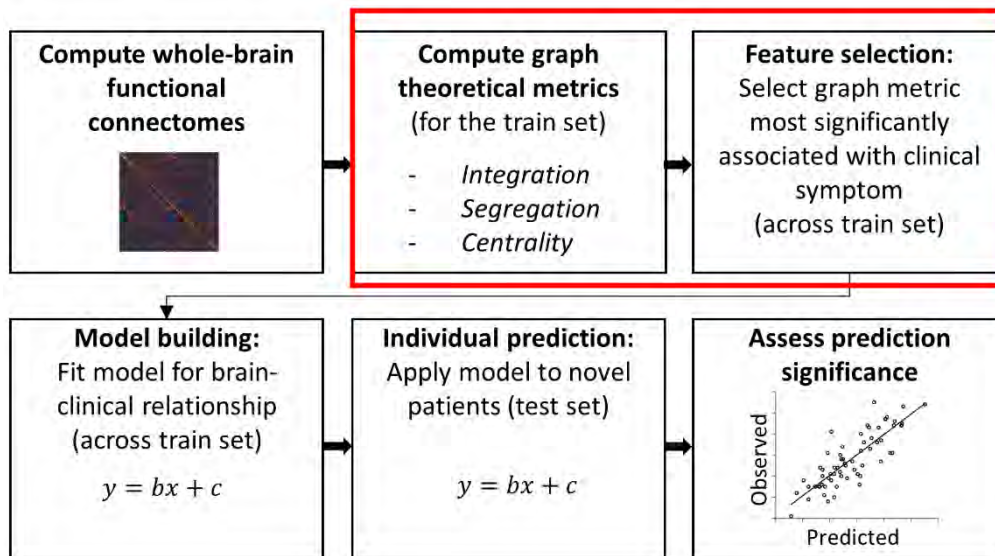 Compute whole-brain
functional
connectomes
Compute graph
theoretical metrics
(for the train set)
- Integration
- Segregation
- Centrality
Feature selection:
Select graph metric
most significantly
associated with clinical
symptom
(across train set)
Model building:
Fit model for brain-
clinical relationship
(across train set)
y = bx + c
Individual prediction:
Apply model to novel
patients (test set)
y = bx + c
Assess prediction
significance
Observed
Predicted